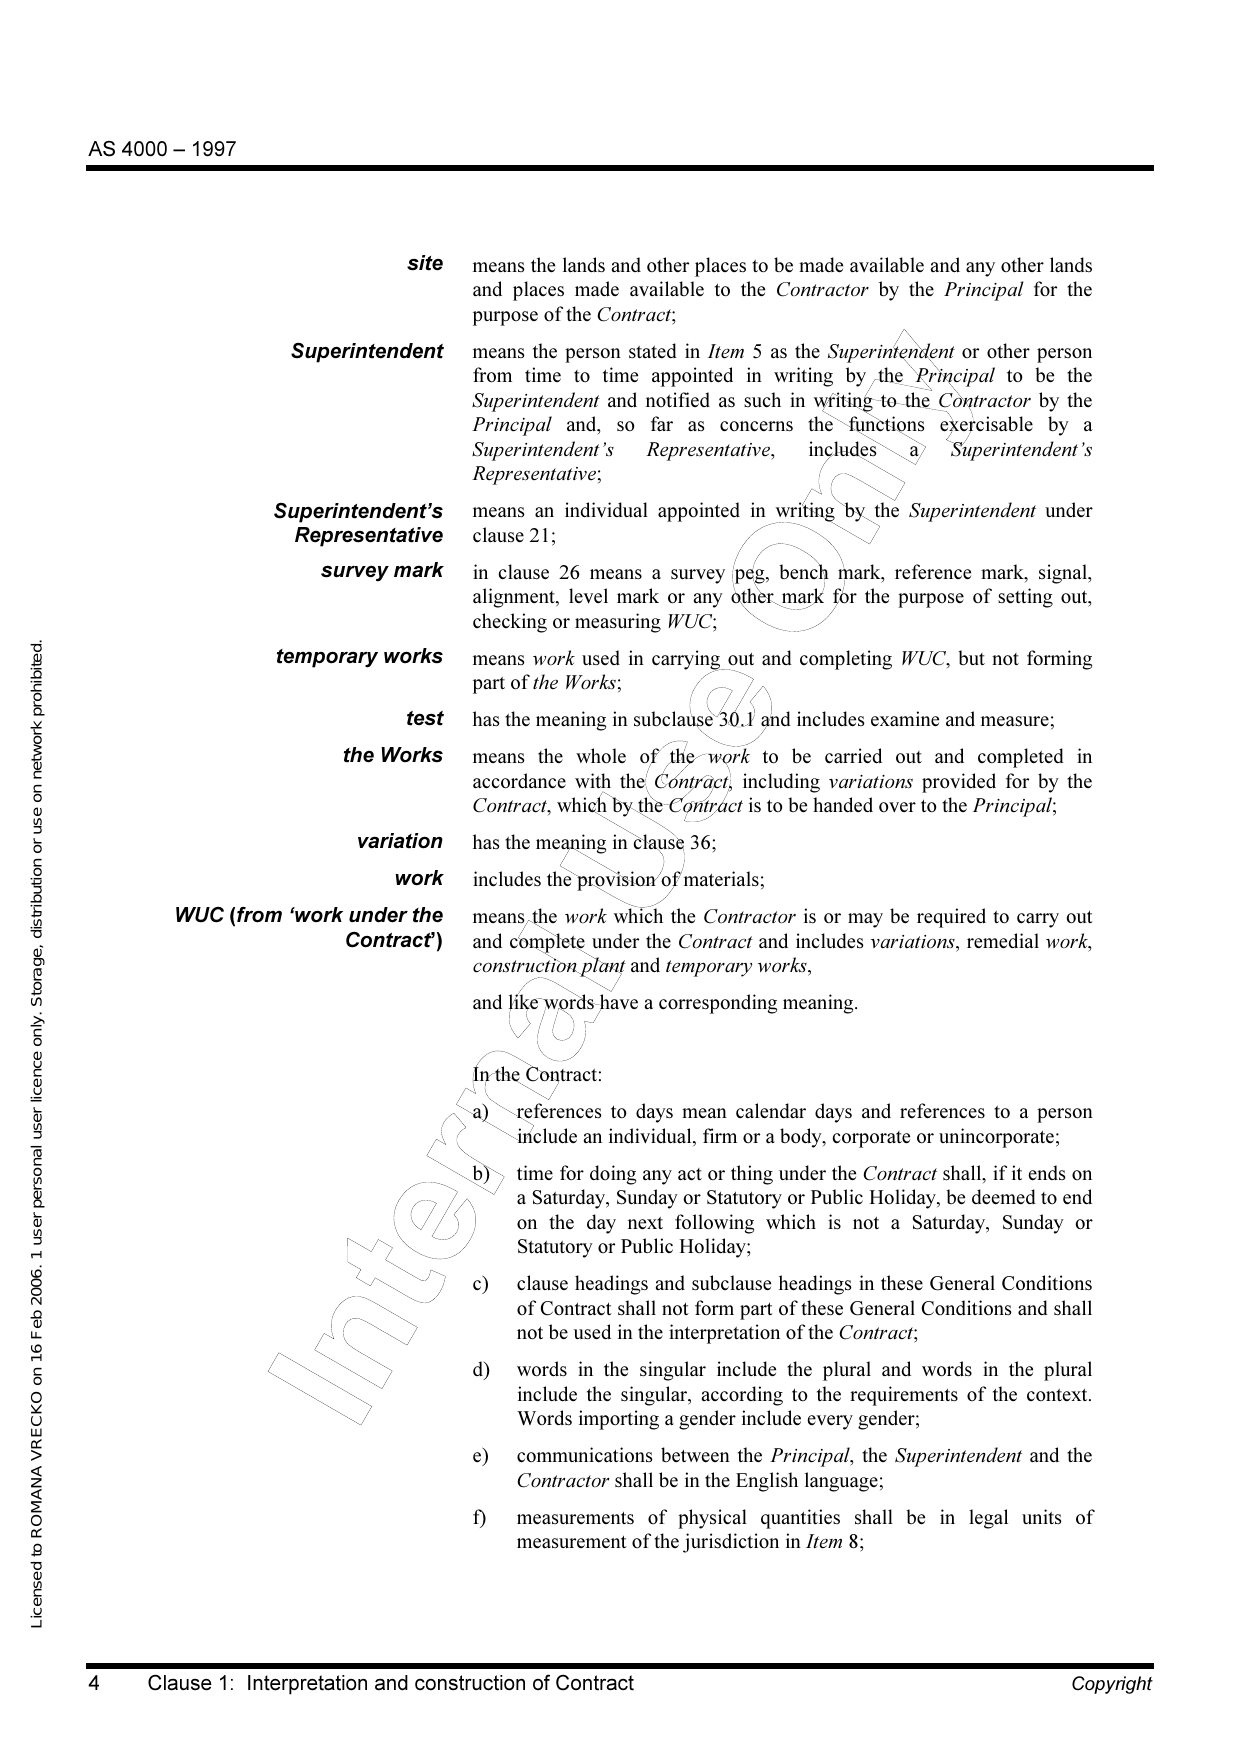 AS 4000 – 1997
site means the lands and other places to be made available and any other lands
and places made available to the Contractor by the Principal for the
purpose of the Contract;
Superintendent means the person stated in Item 5 as the Superintendent or other person
from time to time appointed in writing by the Principal to be the
Superintendent and notified as such in writing to the Contractor by the
Principal and, so far as concerns the functions exercisable by a
Superintendent’s Representative, includes a Superintendent’s
Representative;
Superintendent’s means an individual appointed in writing by the Superintendent under
Representative clause 21;
survey mark in clause 26 means a survey peg, bench mark, reference mark, signal,
alignment, level mark or any other mark for the purpose of setting out,
checking or measuring WUC;
temporary works means work used in carrying out and completing WUC, but not forming
part of the Works;
test has the meaning in subclause 30.1 and includes examine and measure;
the Works means the whole of the work to be carried out and completed in
accordance with the Contract, including variations provided for by the
Contract, which by the Contract is to be handed over to the Principal;
variation has the meaning in clause 36;
work includes the provision of materials;
WUC (from ‘work under the means the work which the Contractor is or may be required to carry out
Contract’) and complete under the Contract and includes variations, remedial work,
construction plant and temporary works,
and like words have a corresponding meaning.
In the Contract:
a) references to days mean calendar days and references to a person
include an individual, firm or a body, corporate or unincorporate;
b) time for doing any act or thing under the Contract shall, if it ends on
a Saturday, Sunday or Statutory or Public Holiday, be deemed to end
on the day next following which is not a Saturday, Sunday or
Statutory or Public Holiday;
c) clause headings and subclause headings in these General Conditions
of Contract shall not form part of these General Conditions and shall
not be used in the interpretation of the Contract;
d) words in the singular include the plural and words in the plural
include the singular, according to the requirements of the context.
Words importing a gender include every gender;
e) communications between the Principal, the Superintendent and the
Contractor shall be in the English language;
f) measurements of physical quantities shall be in legal units of
measurement of the jurisdiction in Item 8;
4 Clause 1: Interpretation and construction of Contract Copyright
Licensed to ROMANA VRECKO on 16 Feb 2006. 1 user personal user licence only. Storage, distribution or use on network prohibited.
Internal use only